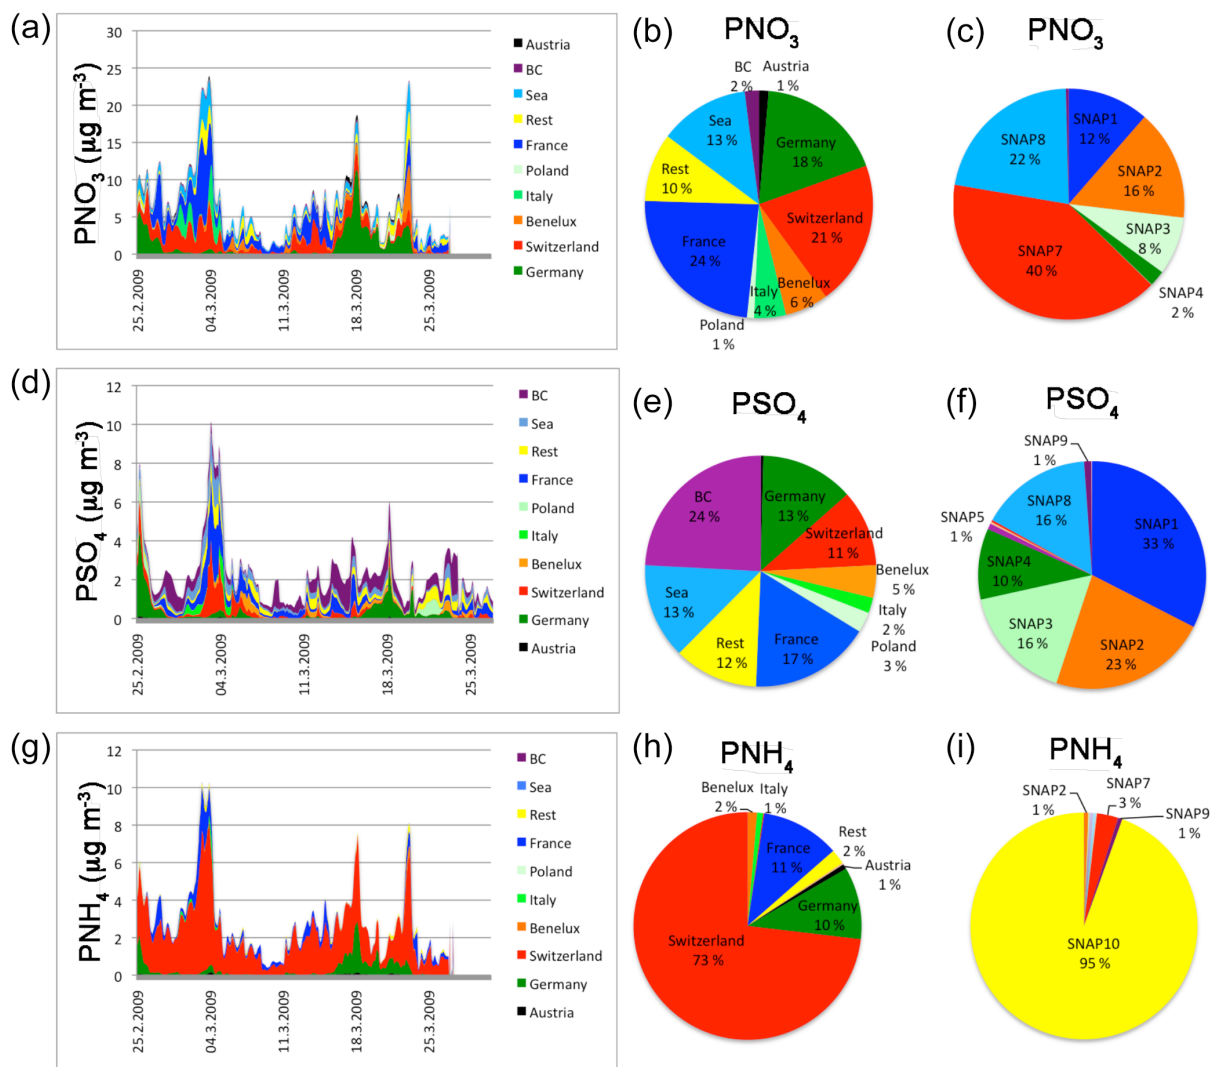 (a)
PNO3 (µg m-3)
30
25
20
15
10
5
0
25.2.2009
04.3.2009
11.3.2009
18.3.2009
25.3.2009
Austria
BC
Sea
Rest
France
Poland
Italy
Benelux
Switzerland
Germany
(b)
PNO3
BC
2 %
Austria
1 %
Germany
18 %
Switzerland
21 %
Benelux
6 %
Italy
4 %
Poland
1 %
France
24 %
Rest
10 %
Sea
13 %
(c)
PNO3
SNAP1
12 %
SNAP2
16 %
SNAP3
8 %
SNAP4
2 %
SNAP7
40 %
SNAP8
22 %
(d)
PSO4 (µg m-3)
12
10
8
6
4
2
0
25.2.2009
04.3.2009
11.3.2009
18.3.2009
25.3.2009
BC
Sea
Rest
France
Poland
Italy
Benelux
Switzerland
Germany
Austria
(e)
PSO4
Germany
13 %
Switzerland
11 %
Benelux
5 %
Italy
2 %
Poland
3 %
France
17 %
Rest
12 %
Sea
13 %
BC
24 %
(f)
PSO4
SNAP9
1 %
SNAP1
33 %
SNAP2
23 %
SNAP3
16 %
SNAP4
10 %
SNAP5
1 %
SNAP8
16 %
(g)
PNH4 (µg m-3)
12
10
8
6
4
2
0
25.2.2009
04.3.2009
11.3.2009
18.3.2009
25.3.2009
BC
Sea
Rest
France
Poland
Italy
Benelux
Switzerland
Germany
Austria
(h)
PNH4
Benelux
2 %
Italy
1 %
France
11 %
Rest
2 %
Austria
1 %
Germany
10 %
Switzerland
73 %
(i)
PNH4
SNAP2
1 %
SNAP7
3 %
SNAP9
1 %
SNAP10
95 %